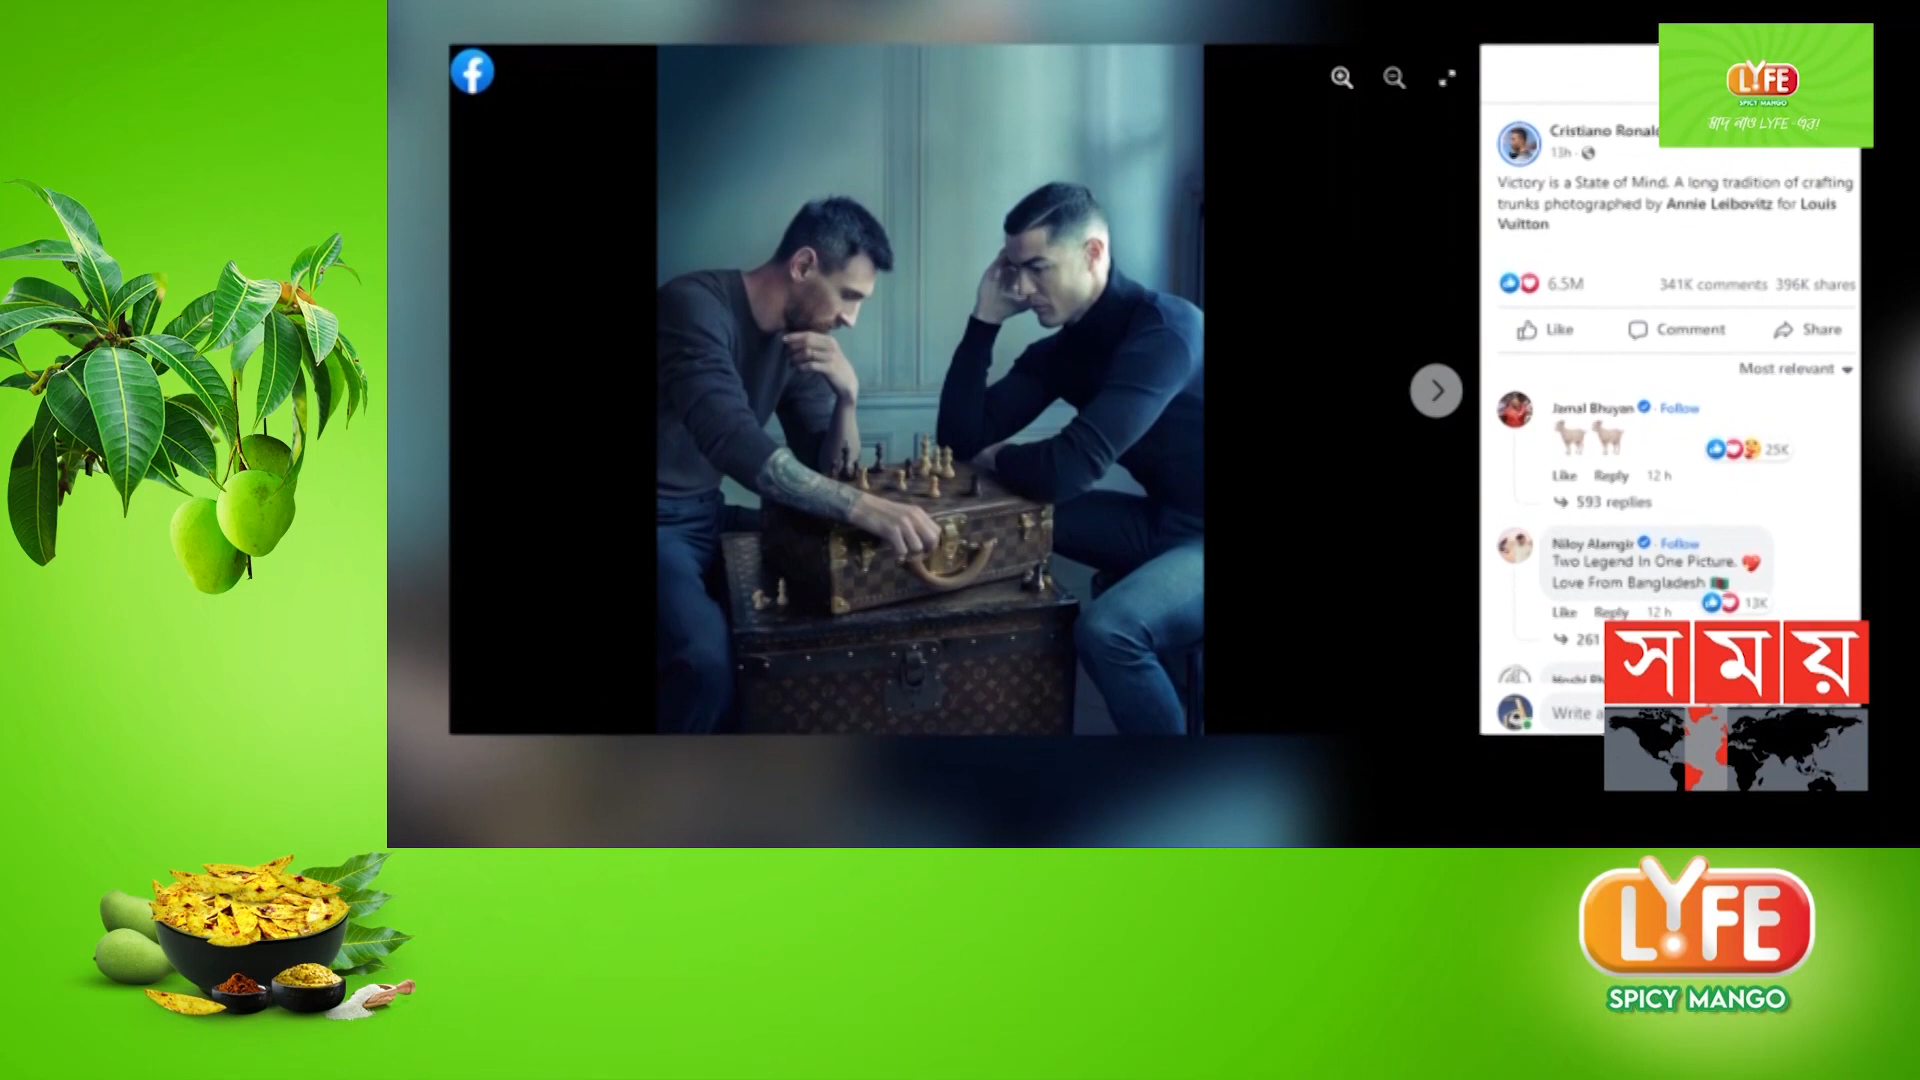 LYFE
SPICY MANGO
স্বাদ নাও LYFE-এর!
Cristiano
13h
Victory is a State of Mind. A long tradition of crafting
trunks photographed by Annie Leibovitz for Louis
Vuitton
6.5M 341K comments 396K shares
Like Comment Share
Most relevant
Jamal Bhuyan · Follow
25K
Like Reply 12 h
593 replies
Niloy Alamgir · Follow
Two Legend In One Picture.
Love From Bangladesh
13K
Like Reply 12 h
261
Write a
সময়
LYFE
SPICY MANGO